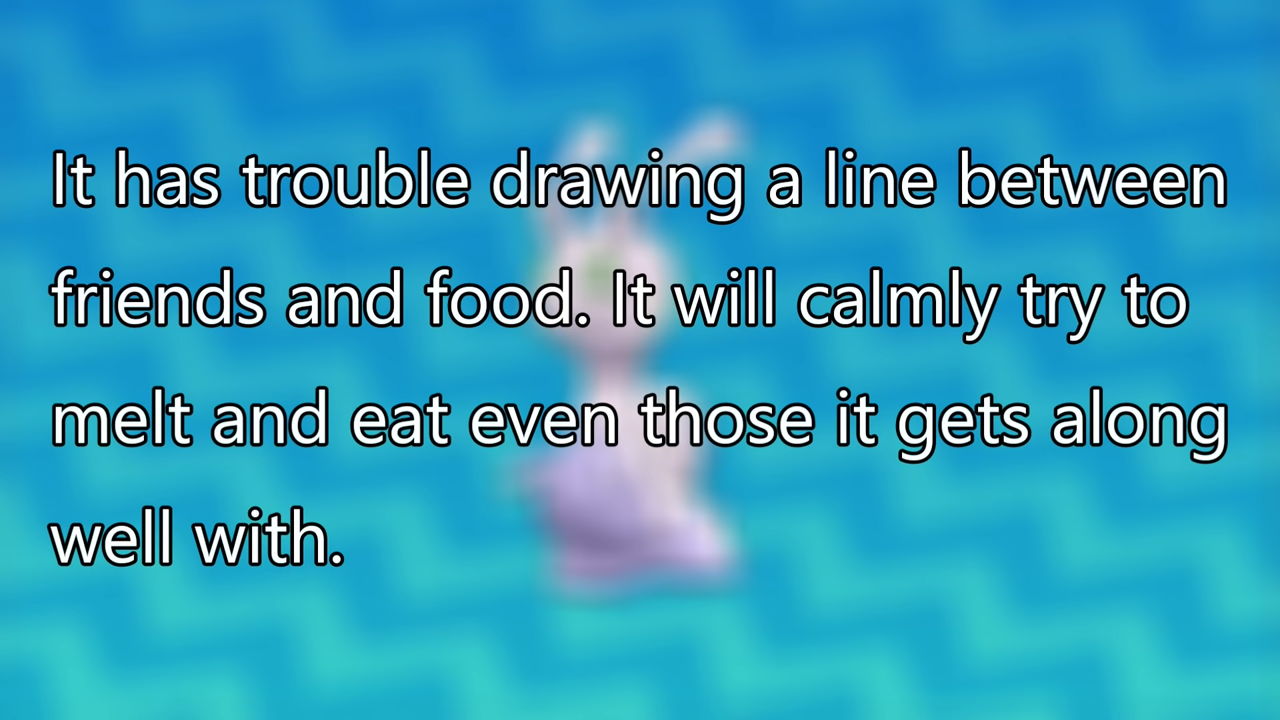 It has trouble drawing a line between
friends and food. It will calmly try to
melt and eat even those it gets along
well with.